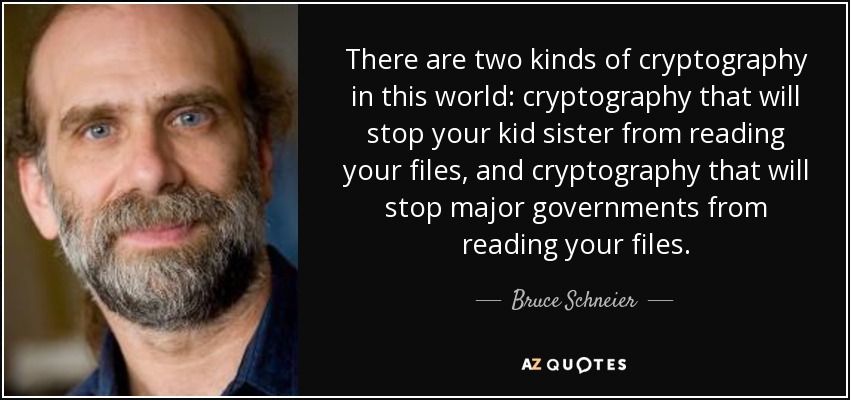 There are two kinds of cryptography
in this world: cryptography that will
stop your kid sister from reading
your files, and cryptography that will
stop major governments from
reading your files.
Bruce Schneier
AZ QUOTES